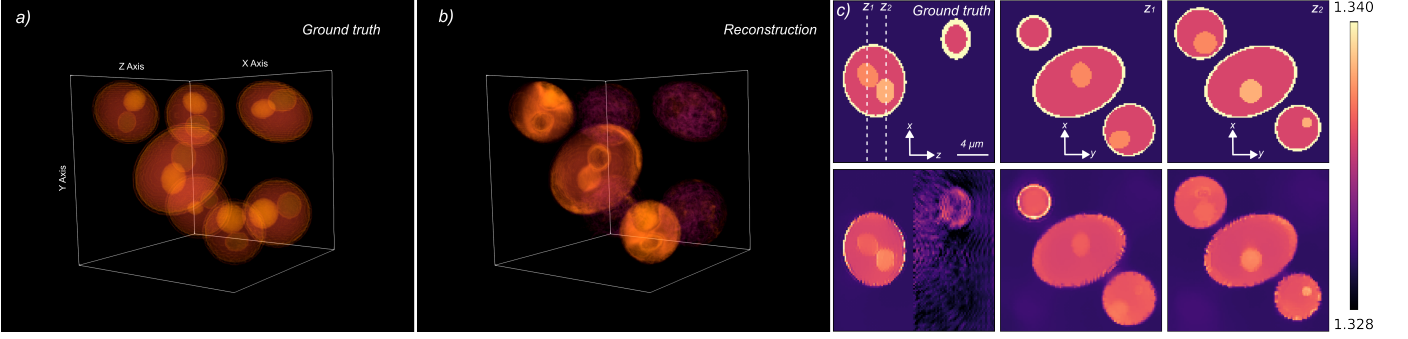 a)
Ground truth
Z Axis
X Axis
Y Axis
b)
Reconstruction
c)
z1
z2
Ground truth
x
z
4 μm
z1
x
y
z2
x
y
1.340
1.328